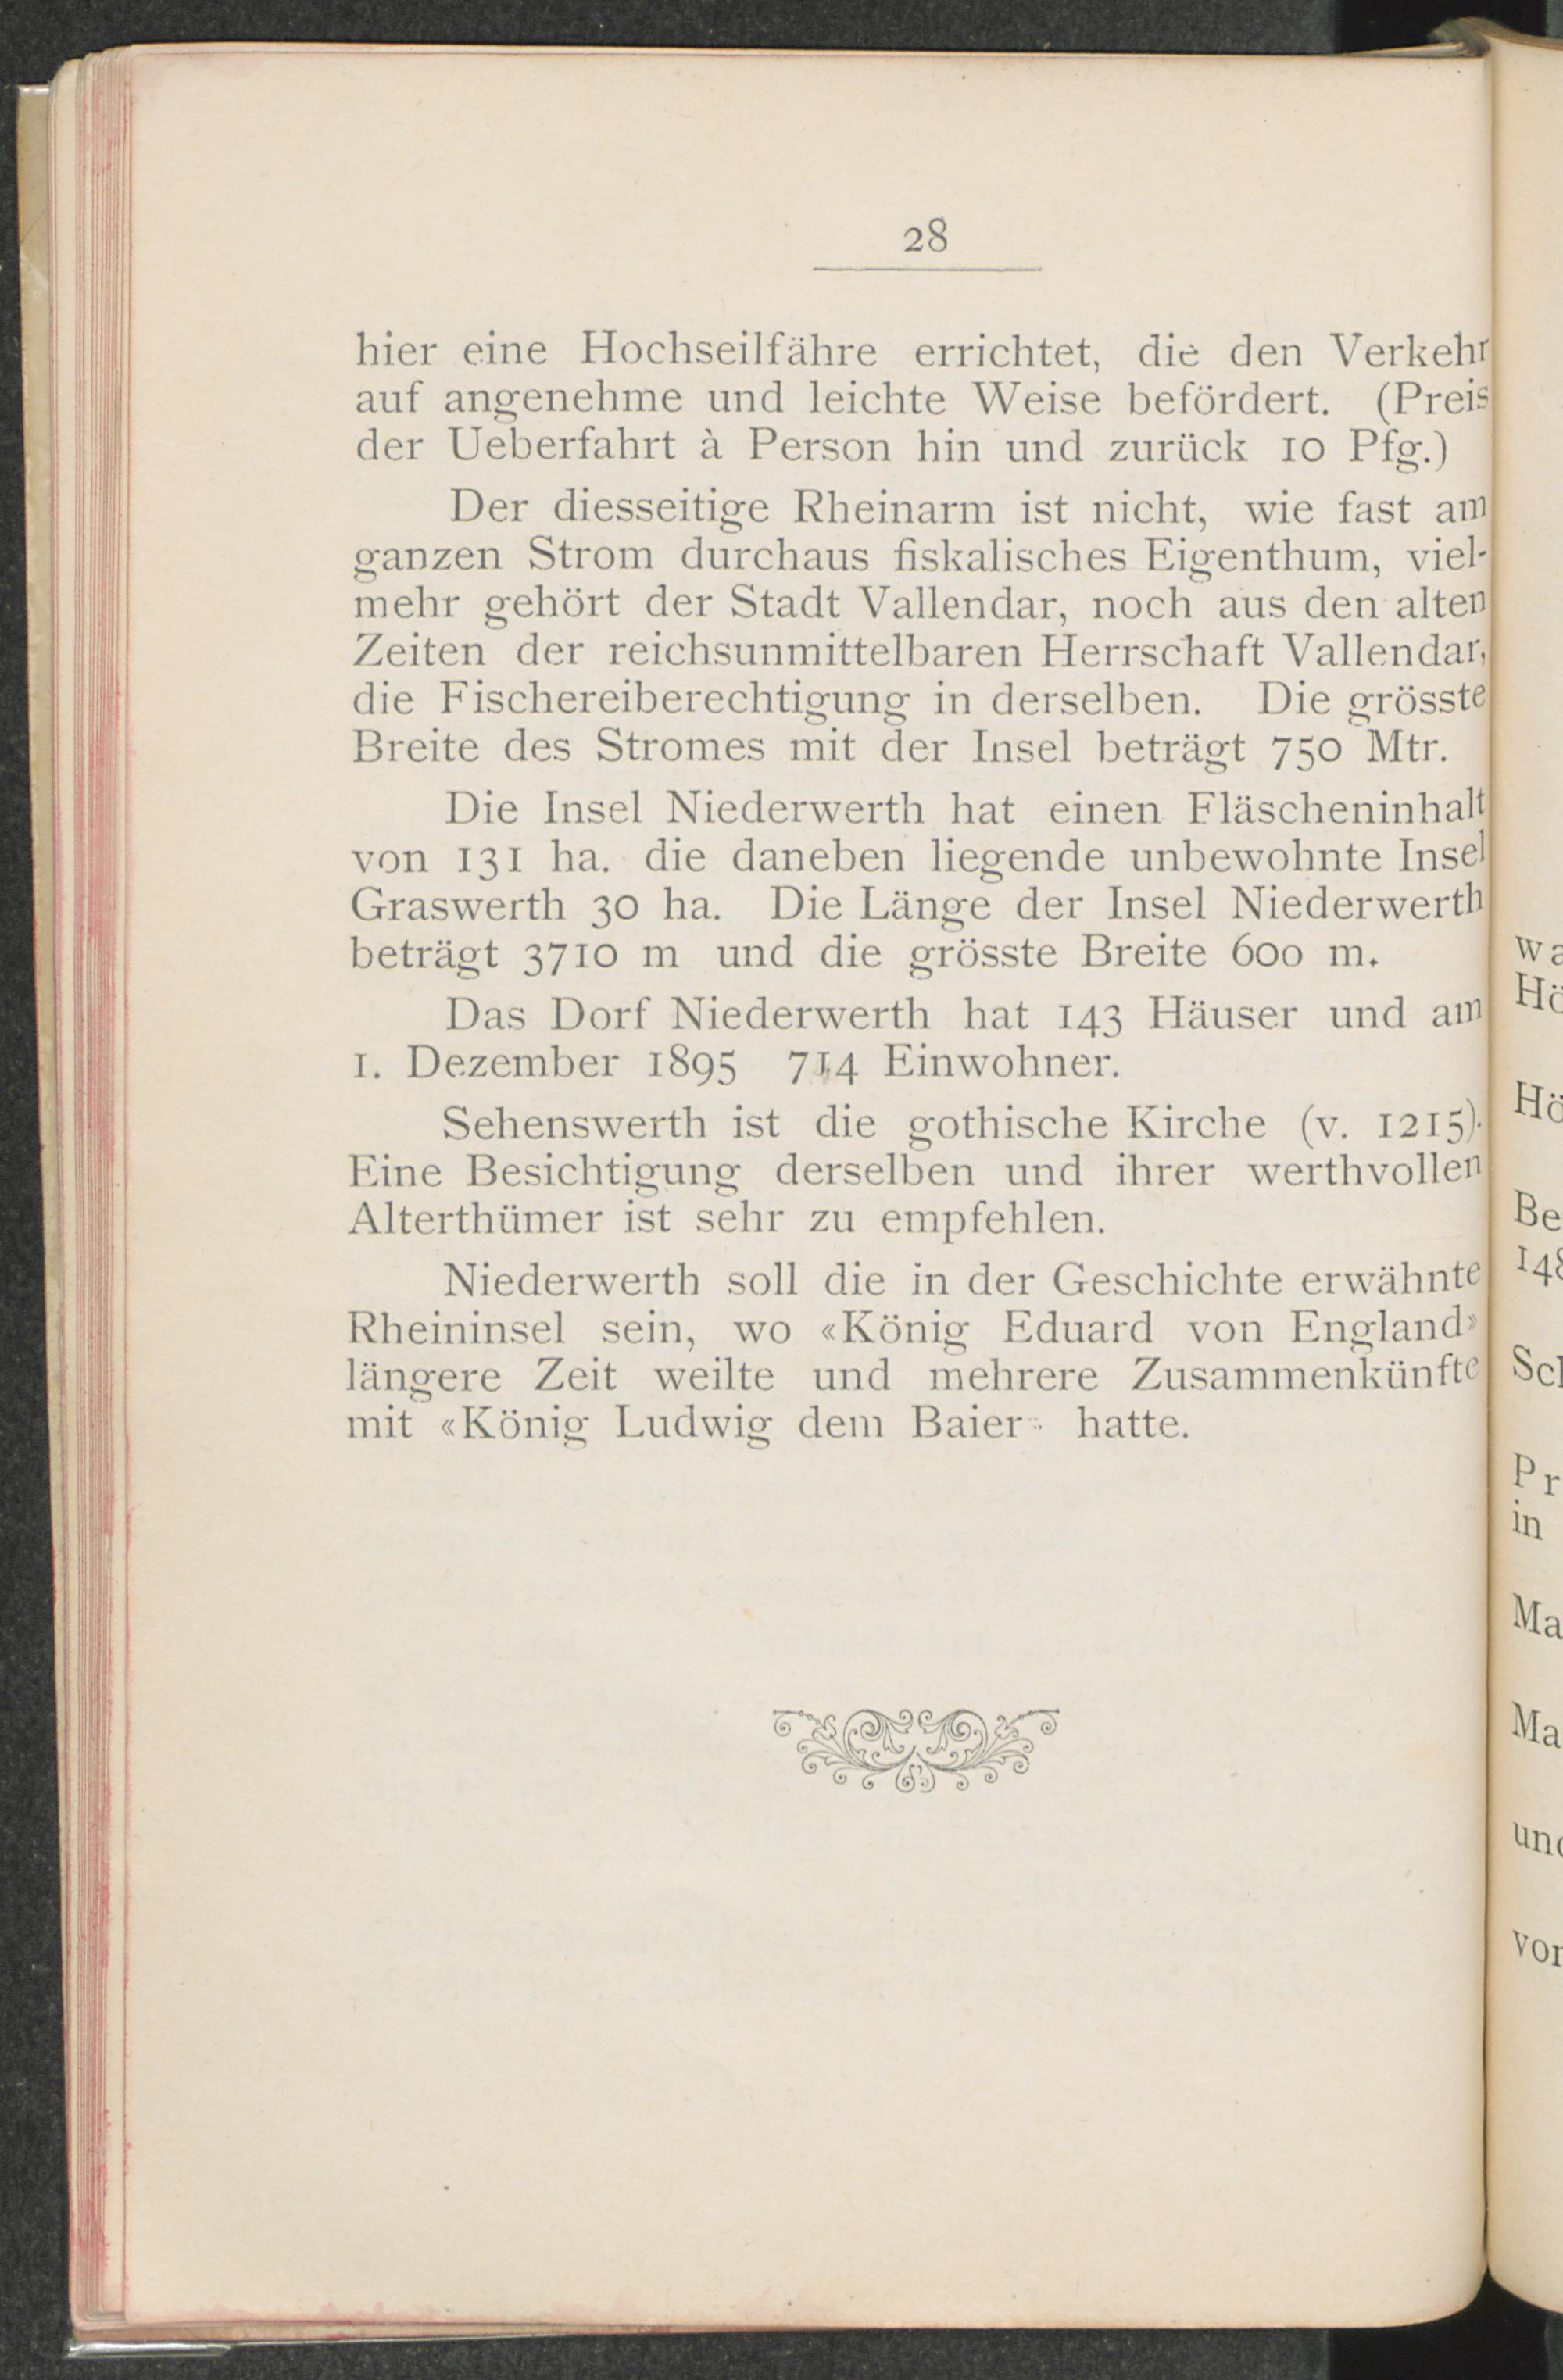 28
hier eine Hochseilfähre errichtet, die den Verkehr
auf angenehme und leichte Weise befördert. (Preis
der Ueberfahrt à Person hin und zurück 10 Pfg.)
Der diesseitige Rheinarm ist nicht, wie fast am
ganzen Strom durchaus fiskalisches Eigenthum, viel-
mehr gehört der Stadt Vallendar, noch aus den alten
Zeiten der reichsunmittelbaren Herrschaft Vallendar,
die Fischereiberechtigung in derselben. Die grösste
Breite des Stromes mit der Insel beträgt 750 Mtr.
Die Insel Niederwerth hat einen Fläscheninhalt
von 131 ha. die daneben liegende unbewohnte Insel
Graswerth 30 ha. Die Länge der Insel Niederwerth
beträgt 3710 m und die grösste Breite 600 m.
Das Dorf Niederwerth hat 143 Häuser und am
1. Dezember 1895 714 Einwohner.
Sehenswerth ist die gothische Kirche (v. 1215).
Eine Besichtigung derselben und ihrer werthvollen
Alterthümer ist sehr zu empfehlen.
Niederwerth soll die in der Geschichte erwähnte
Rheininsel sein, wo «König Eduard von England»
längere Zeit weilte und mehrere Zusammenkünfte
mit «König Ludwig dem Baier» hatte.